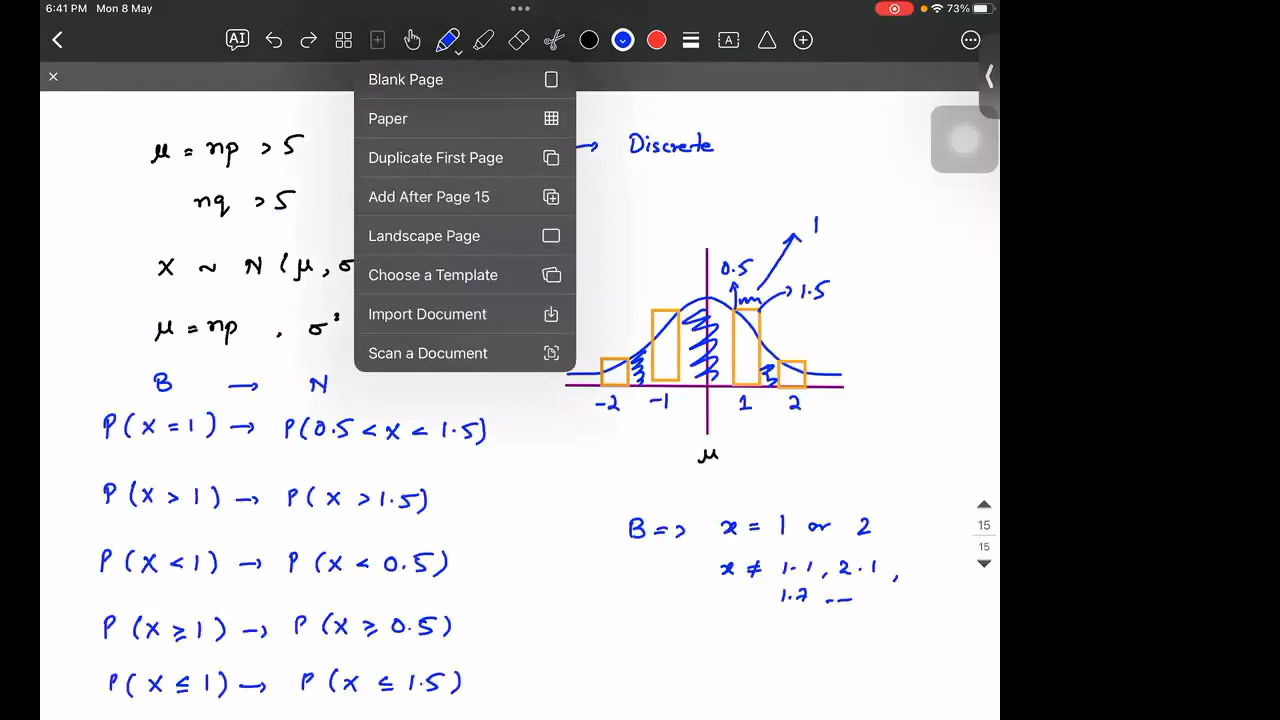 6:41 PM Mon 8 May
73%
AI
A
Blank Page
Paper
Duplicate First Page
Add After Page 15
Landscape Page
Choose a Template
Import Document
Scan a Document
μ = np > 5
nq > 5
X ~ N (μ, σ
μ = np , σ²
B → N
P(X = 1) → P(0.5 < X < 1.5)
P(X > 1) → P(X > 1.5)
P(X < 1) → P(X < 0.5)
P(X ≥ 1) → P(X ≥ 0.5)
P(X ≤ 1) → P(X ≤ 1.5)
→ Discrete
1
0.5
→ 1.5
-2 -1 1 2
μ
B => x = 1 or 2
x ≠ 1.1, 2.1,
1.7 --
15
15